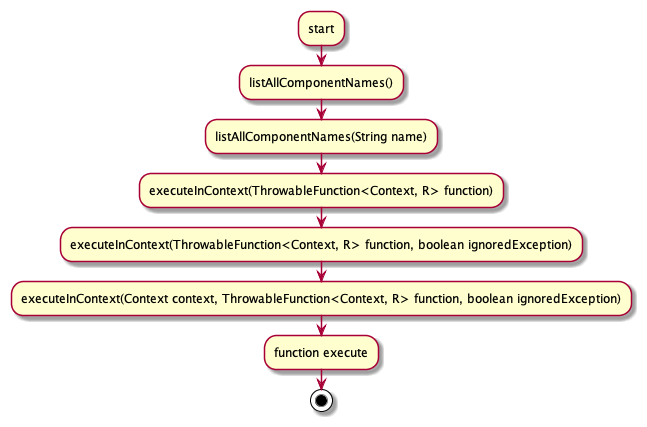 start
listAllComponentNames()
listAllComponentNames(String name)
executeInContext(ThrowableFunction<Context, R> function)
executeInContext(ThrowableFunction<Context, R> function, boolean ignoredException)
executeInContext(Context context, ThrowableFunction<Context, R> function, boolean ignoredException)
function execute